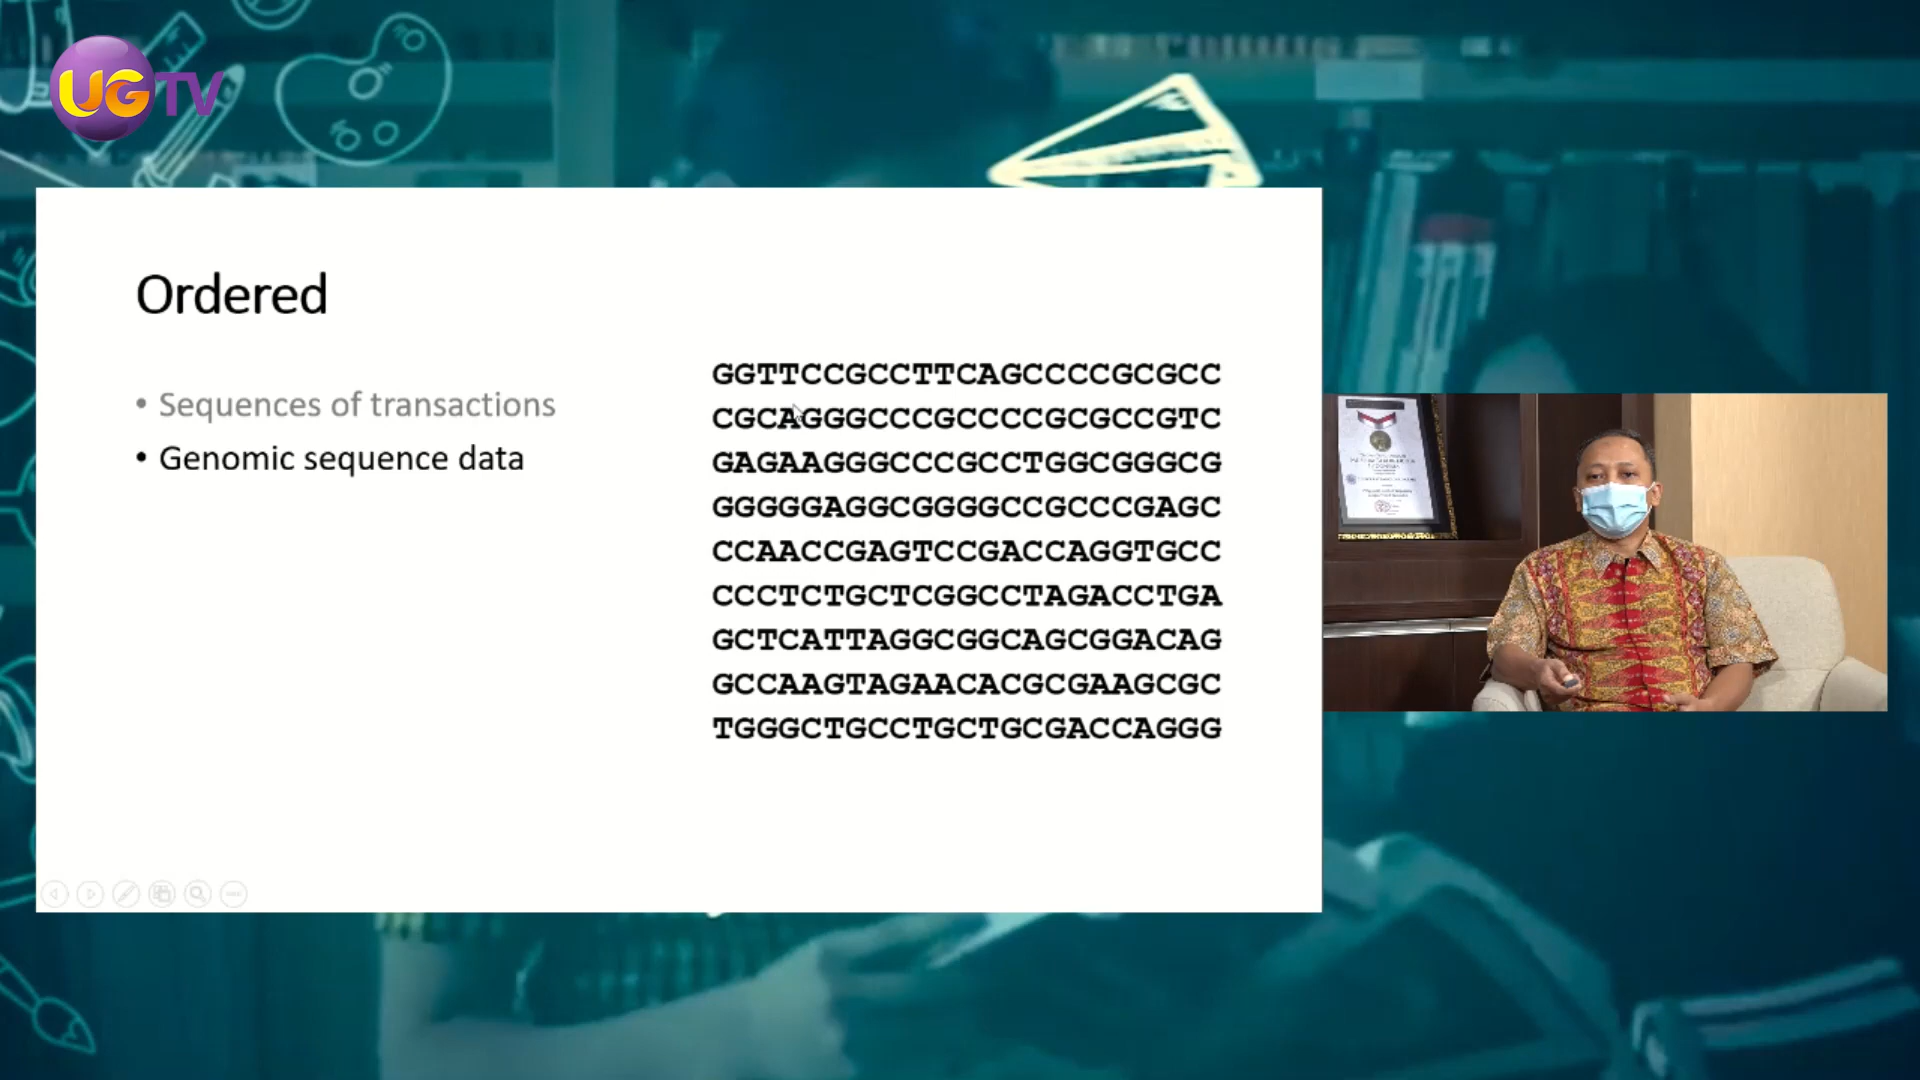 UGTV
Ordered
• Sequences of transactions
• Genomic sequence data
GGTTCCGCCTTCAGCCCCGCGCC
CGCAGGGCCCGCCCCGCGCCGTC
GAGAAGGGCCCGCCTGGCGGGCG
GGGGGAGGCGGGGCCGCCCGAGC
CCAACCGAGTCCGACCAGGTGCC
CCCTCTGCTCGGCCTAGACCTGA
GCTCATTAGGCGGCAGCGGACAG
GCCAAGTAGAACACGCGAAGCGC
TGGGCTGCCTGCTGCGACCAGGG